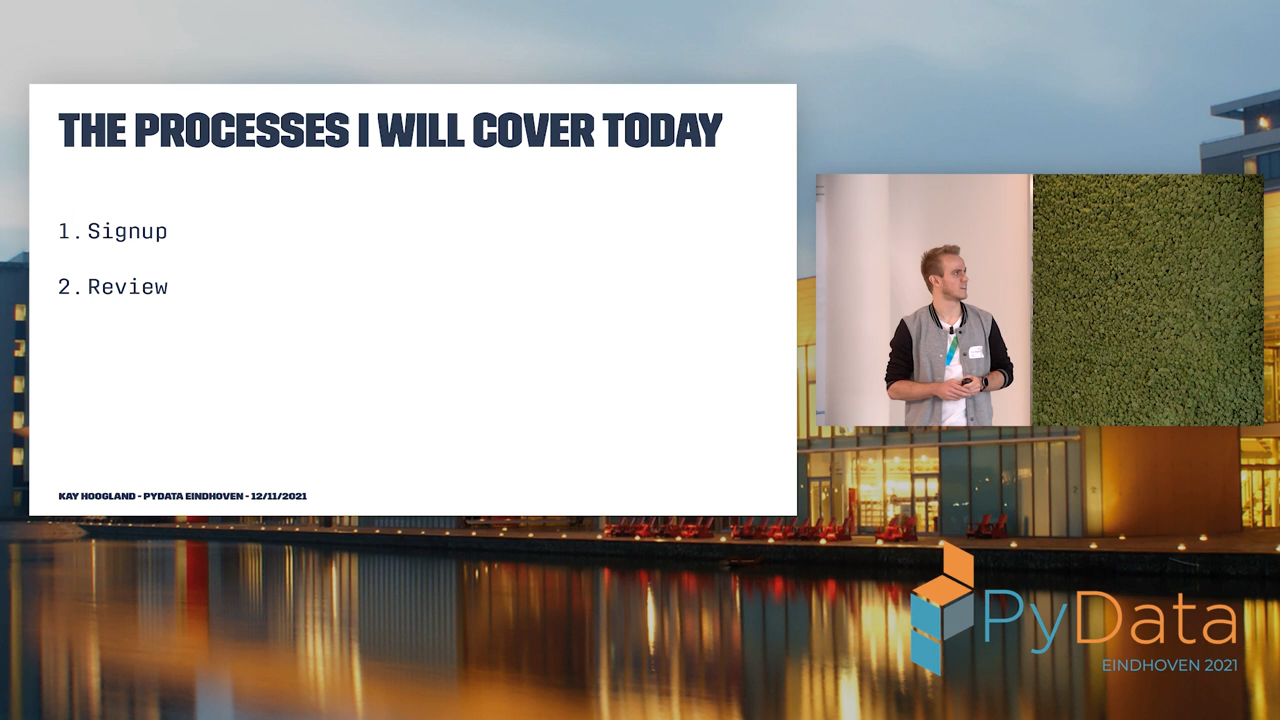 THE PROCESSES I WILL COVER TODAY
1. Signup
2. Review
KAY HOOGLAND - PYDATA EINDHOVEN - 12/11/2021
PyData
EINDHOVEN 2021